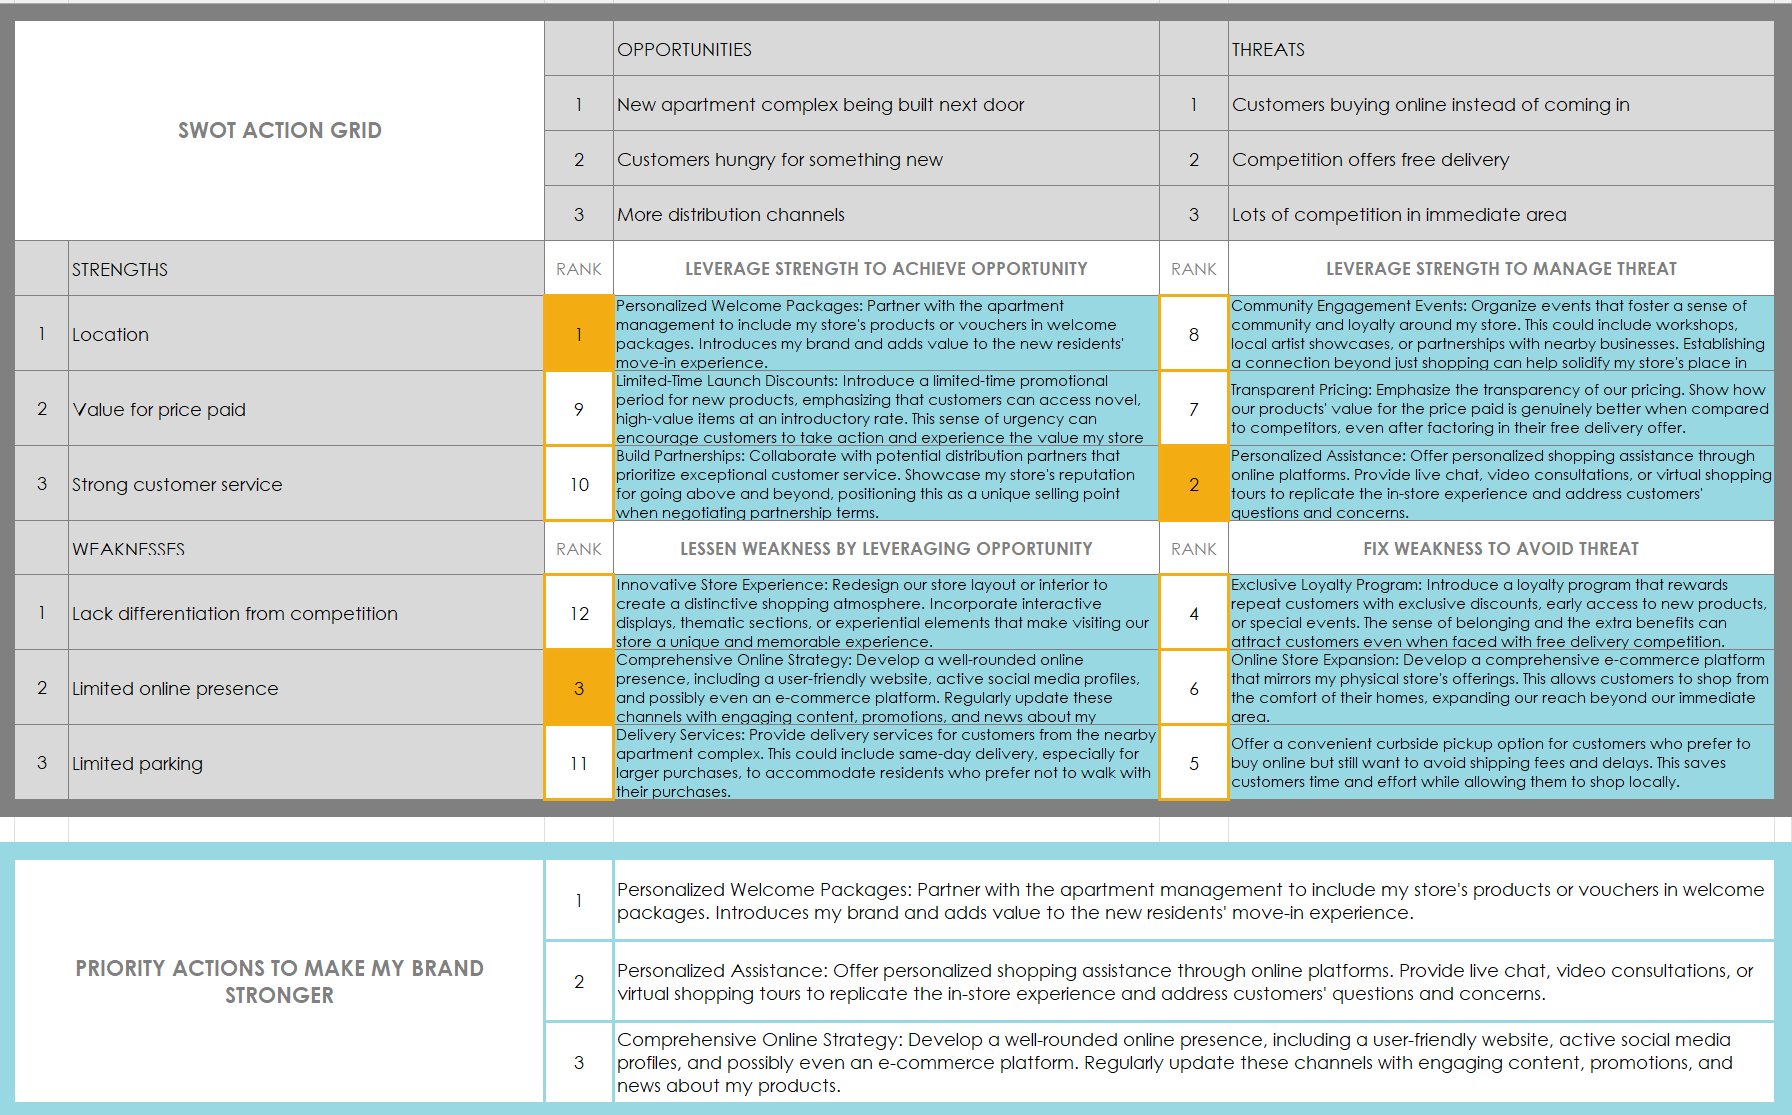 OPPORTUNITIES
THREATS
SWOT ACTION GRID
1 New apartment complex being built next door
1 Customers buying online instead of coming in
2 Customers hungry for something new
2 Competition offers free delivery
3 More distribution channels
3 Lots of competition in immediate area
STRENGTHS
RANK
LEVERAGE STRENGTH TO ACHIEVE OPPORTUNITY
RANK
LEVERAGE STRENGTH TO MANAGE THREAT
1 Location
1
Personalized Welcome Packages: Partner with the apartment
management to include my store's products or vouchers in welcome
packages. Introduces my brand and adds value to the new residents'
move-in experience.
8
Community Engagement Events: Organize events that foster a sense of
community and loyalty around my store. This could include workshops,
local artist showcases, or partnerships with nearby businesses. Establishing
a connection beyond just shopping can help solidify my store's place in
2 Value for price paid
9
Limited-Time Launch Discounts: Introduce a limited-time promotional
period for new products, emphasizing that customers can access novel,
high-value items at an introductory rate. This sense of urgency can
encourage customers to take action and experience the value my store
7
Transparent Pricing: Emphasize the transparency of our pricing. Show how
our products' value for the price paid is genuinely better when compared
to competitors, even after factoring in their free delivery offer.
3 Strong customer service
10
Build Partnerships: Collaborate with potential distribution partners that
prioritize exceptional customer service. Showcase my store's reputation
for going above and beyond, positioning this as a unique selling point
when negotiating partnership terms.
2
Personalized Assistance: Offer personalized shopping assistance through
online platforms. Provide live chat, video consultations, or virtual shopping
tours to replicate the in-store experience and address customers'
questions and concerns.
WEAKNESSES
RANK
LESSEN WEAKNESS BY LEVERAGING OPPORTUNITY
RANK
FIX WEAKNESS TO AVOID THREAT
1 Lack differentiation from competition
12
Innovative Store Experience: Redesign our store layout or interior to
create a distinctive shopping atmosphere. Incorporate interactive
displays, thematic sections, or experiential elements that make visiting our
store a unique and memorable experience.
4
Exclusive Loyalty Program: Introduce a loyalty program that rewards
repeat customers with exclusive discounts, early access to new products,
or special events. The sense of belonging and the extra benefits can
attract customers even when faced with free delivery competition.
2 Limited online presence
3
Comprehensive Online Strategy: Develop a well-rounded online
presence, including a user-friendly website, active social media profiles,
and possibly even an e-commerce platform. Regularly update these
channels with engaging content, promotions, and news about my
6
Online Store Expansion: Develop a comprehensive e-commerce platform
that mirrors my physical store's offerings. This allows customers to shop from
the comfort of their homes, expanding our reach beyond our immediate
area.
3 Limited parking
11
Delivery Services: Provide delivery services for customers from the nearby
apartment complex. This could include same-day delivery, especially for
larger purchases, to accommodate residents who prefer not to walk with
their purchases.
5
Offer a convenient curbside pickup option for customers who prefer to
buy online but still want to avoid shipping fees and delays. This saves
customers time and effort while allowing them to shop locally.
PRIORITY ACTIONS TO MAKE MY BRAND
STRONGER
1
Personalized Welcome Packages: Partner with the apartment management to include my store's products or vouchers in welcome
packages. Introduces my brand and adds value to the new residents' move-in experience.
2
Personalized Assistance: Offer personalized shopping assistance through online platforms. Provide live chat, video consultations, or
virtual shopping tours to replicate the in-store experience and address customers' questions and concerns.
3
Comprehensive Online Strategy: Develop a well-rounded online presence, including a user-friendly website, active social media
profiles, and possibly even an e-commerce platform. Regularly update these channels with engaging content, promotions, and
news about my products.